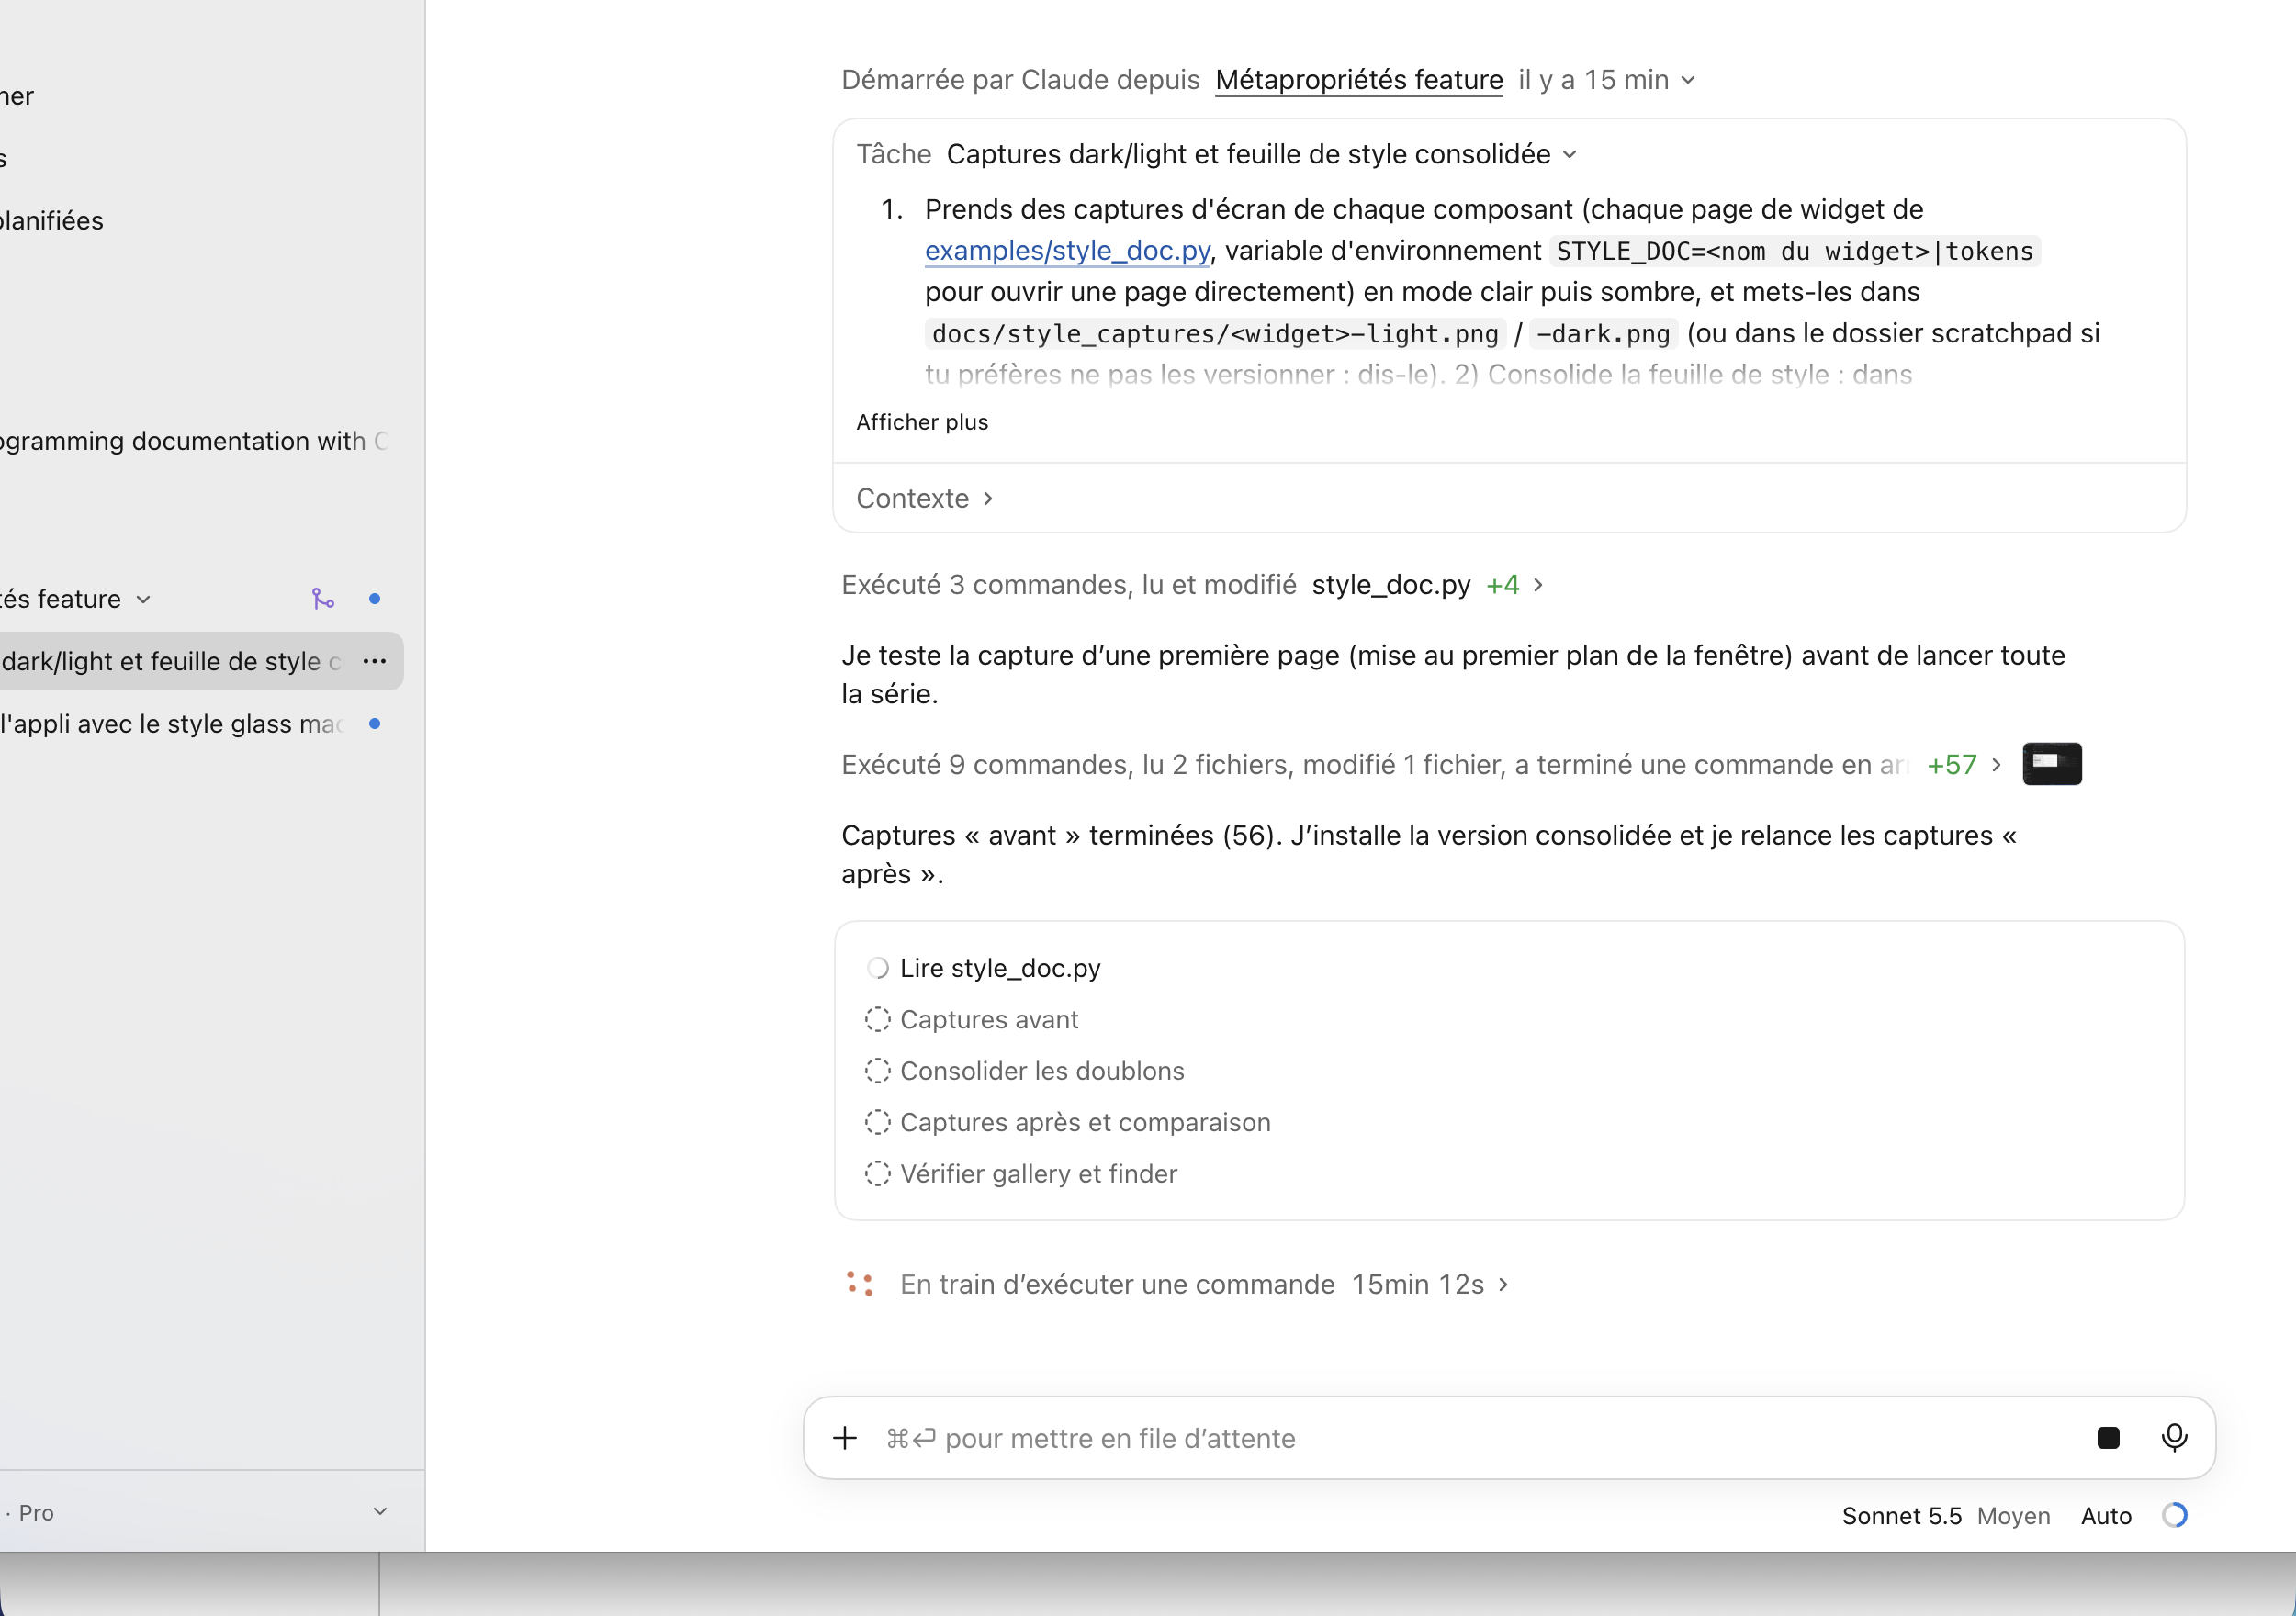 ner
s
planifiées
ogramming documentation with C
tés feature
dark/light et feuille de style c
l'appli avec le style glass mac
· Pro
Démarrée par Claude depuis Métapropriétés feature il y a 15 min
Tâche Captures dark/light et feuille de style consolidée
1. Prends des captures d'écran de chaque composant (chaque page de widget de
examples/style_doc.py, variable d'environnement STYLE_DOC=<nom du widget>|tokens
pour ouvrir une page directement) en mode clair puis sombre, et mets-les dans
docs/style_captures/<widget>-light.png / -dark.png (ou dans le dossier scratchpad si
tu préfères ne pas les versionner : dis-le). 2) Consolide la feuille de style : dans
Afficher plus
Contexte
Exécuté 3 commandes, lu et modifié style_doc.py +4
Je teste la capture d’une première page (mise au premier plan de la fenêtre) avant de lancer toute
la série.
Exécuté 9 commandes, lu 2 fichiers, modifié 1 fichier, a terminé une commande en arr +57
Captures « avant » terminées (56). J’installe la version consolidée et je relance les captures «
après ».
Lire style_doc.py
Captures avant
Consolider les doublons
Captures après et comparaison
Vérifier gallery et finder
En train d’exécuter une commande 15min 12s
⌘⏎ pour mettre en file d’attente
Sonnet 5.5 Moyen Auto